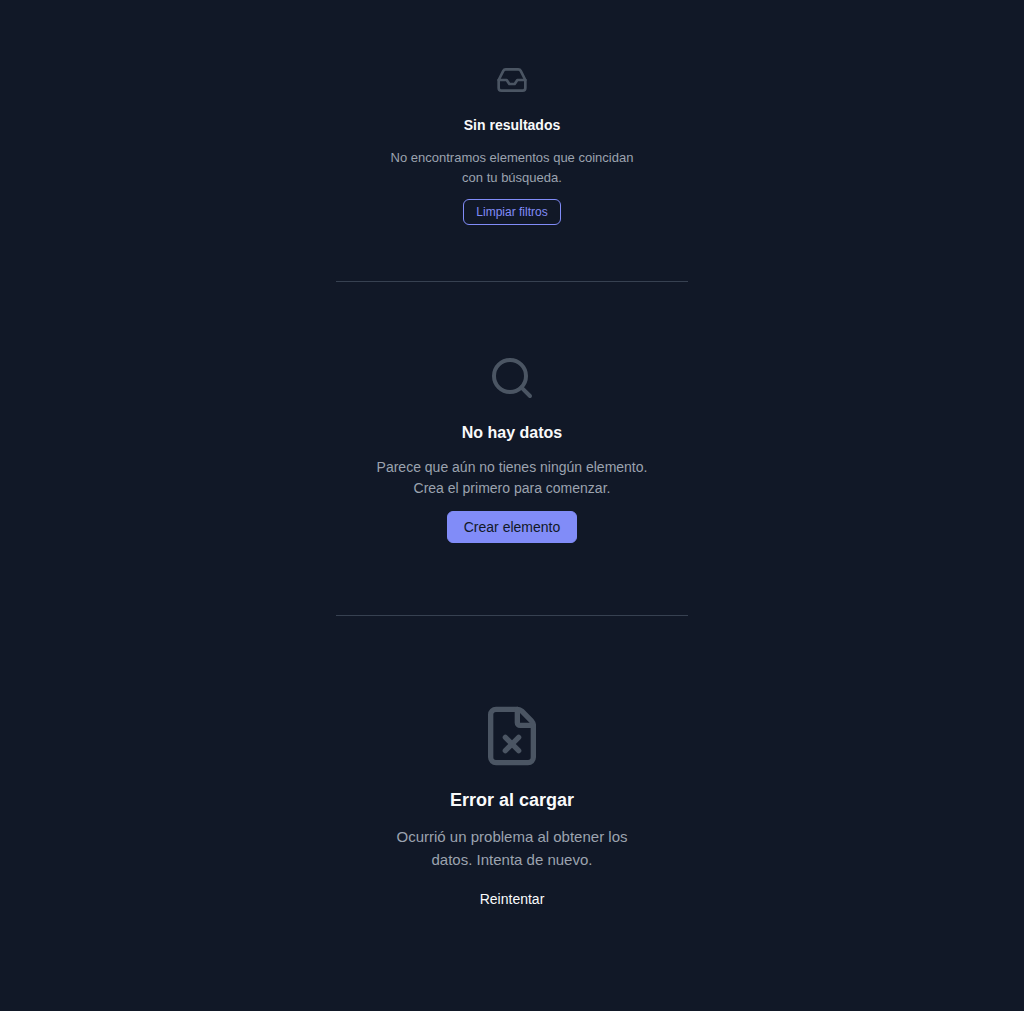 Sin resultados
No encontramos elementos que coincidan
con tu búsqueda.
Limpiar filtros
No hay datos
Parece que aún no tienes ningún elemento.
Crea el primero para comenzar.
Crear elemento
Error al cargar
Ocurrió un problema al obtener los
datos. Intenta de nuevo.
Reintentar